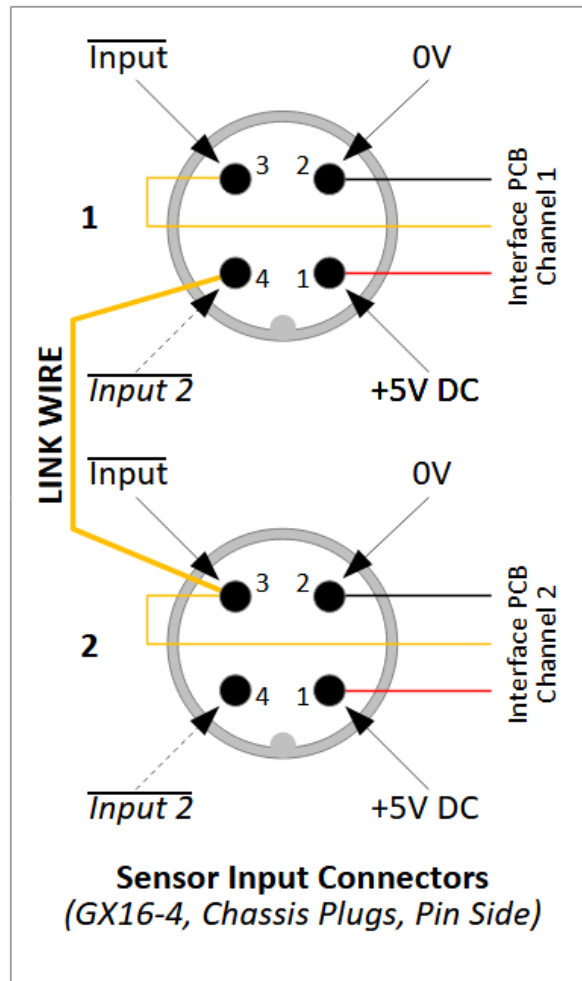 Input
0V
3
2
1
4
1
Interface PCB
Channel 1
Input 2
+5V DC
LINK WIRE
Input
0V
3
2
2
4
1
Interface PCB
Channel 2
Input 2
+5V DC
Sensor Input Connectors
(GX16-4, Chassis Plugs, Pin Side)